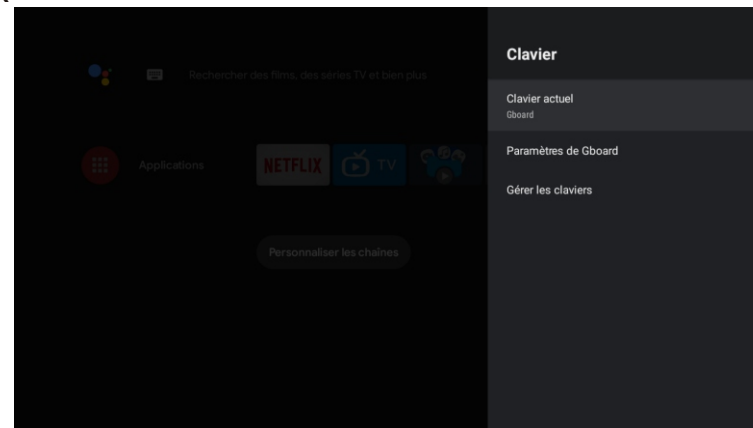 Clavier
Rechercher des films, des séries TV et bien plus
Clavier actuel
Gboard
Paramètres de Gboard
Applications
NETFLIX
TV
Gérer les claviers
Personnaliser les chaînes